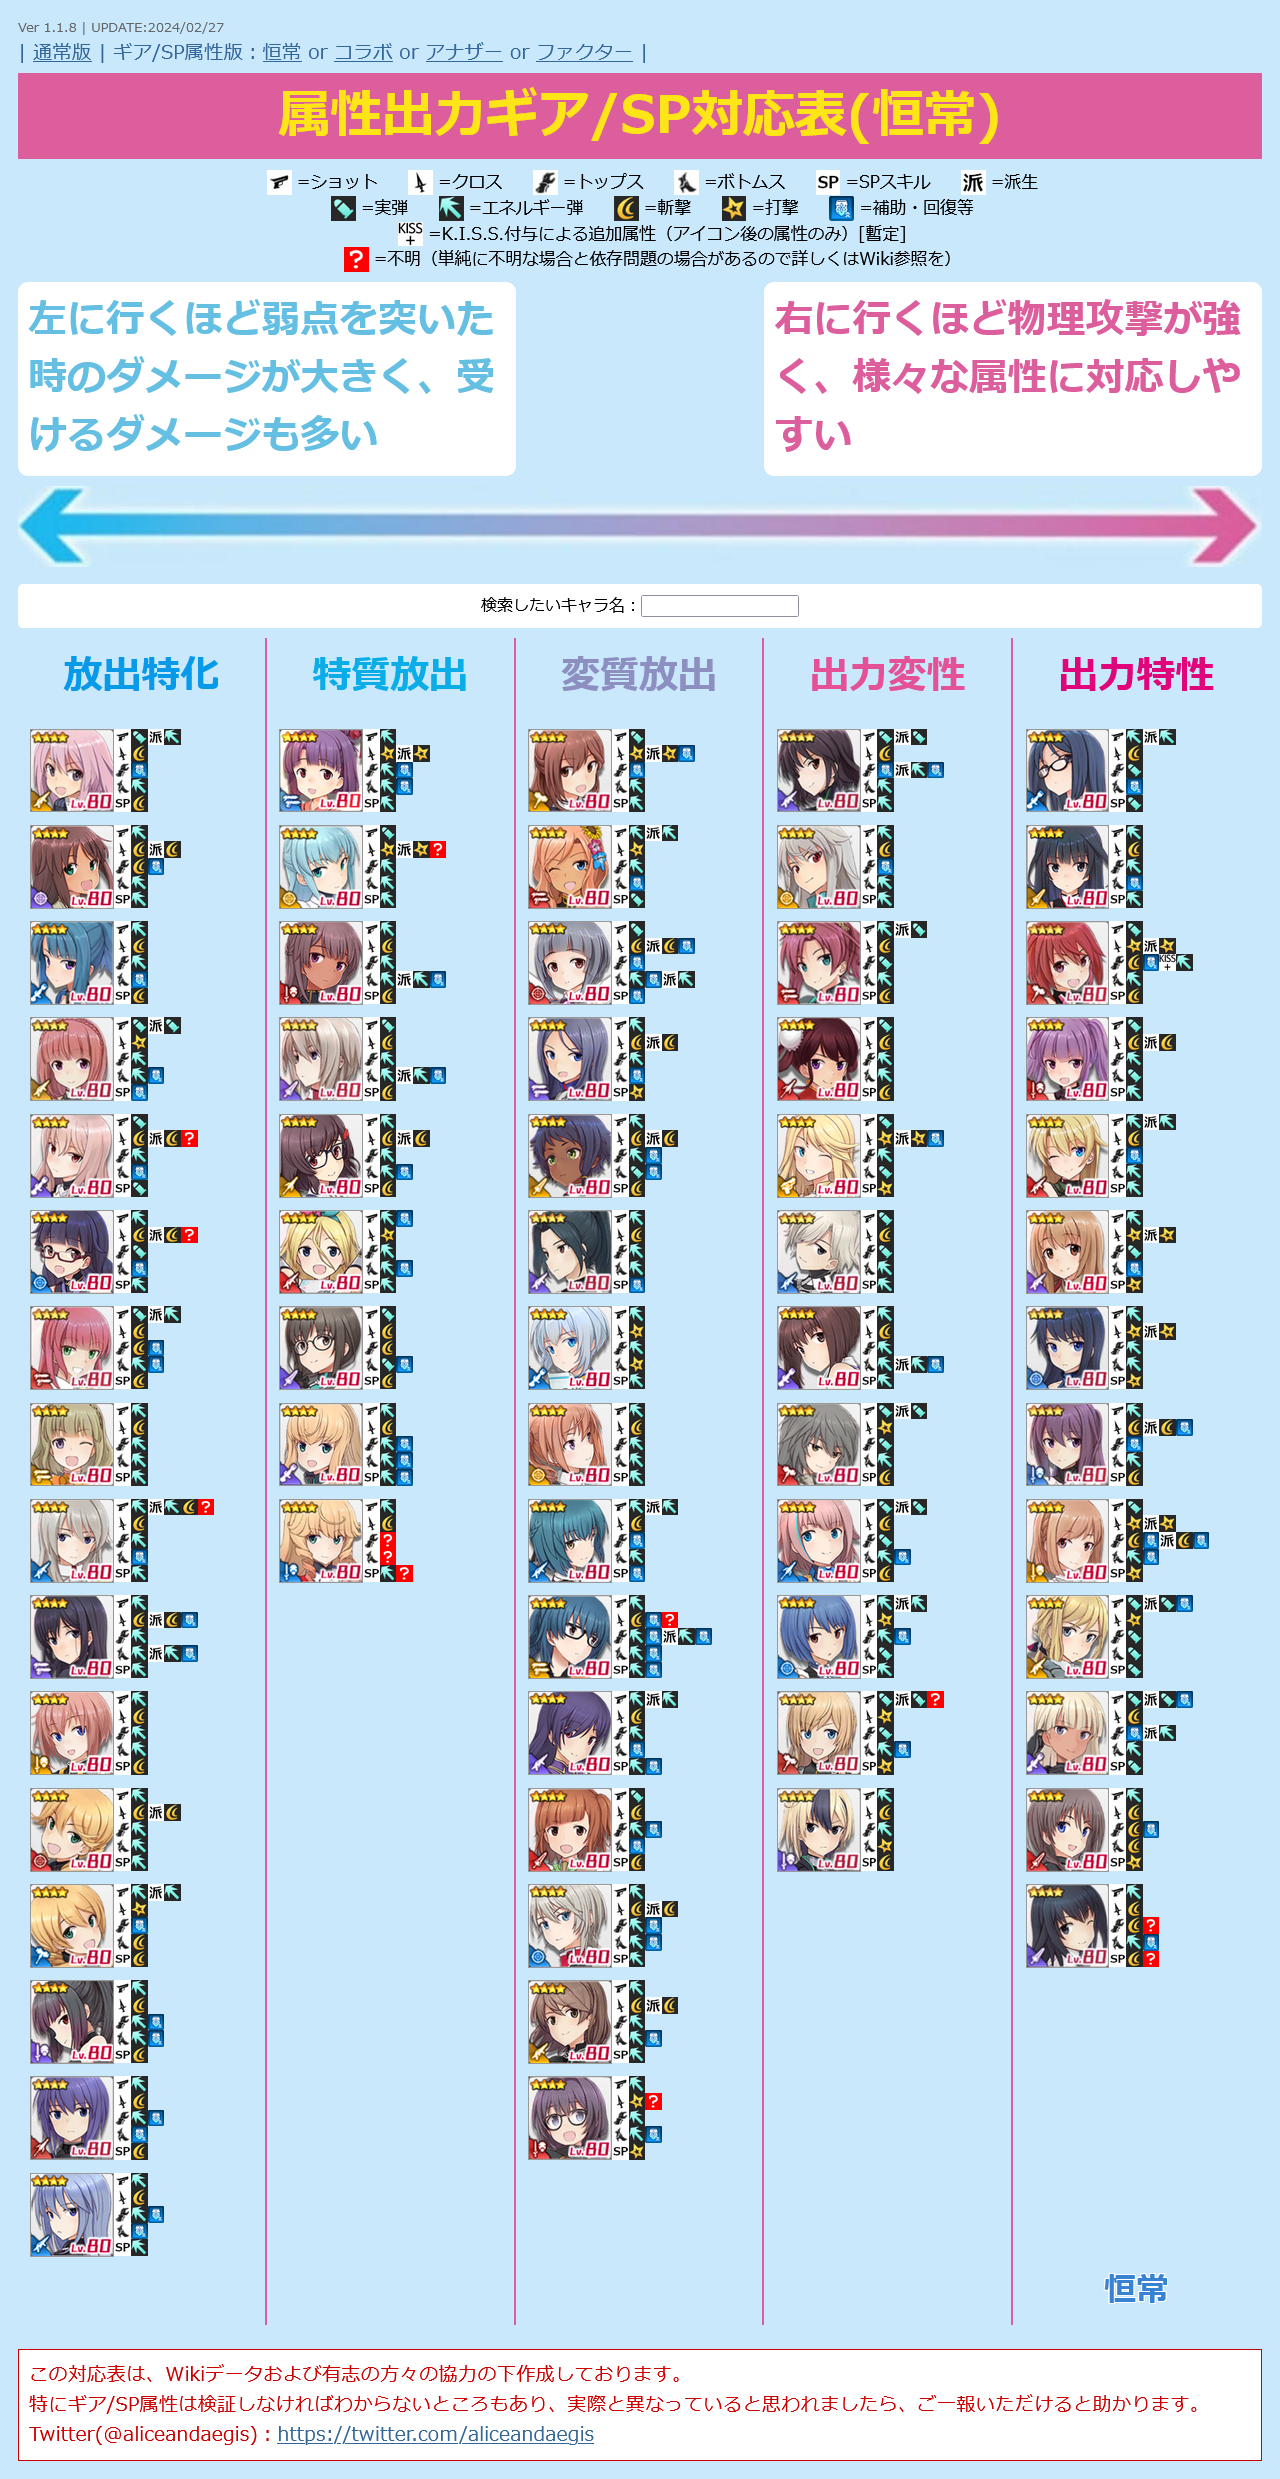 Ver 1.1.8 | UPDATE:2024/02/27
| 通常版 | ギア/SP属性版：恒常 or コラボ or アナザー or ファクター |
属性出力ギア/SP対応表(恒常)
=ショット =クロス =トップス =ボトムス SP =SPスキル 派 =派生
=実弾 =エネルギー弾 =斬撃 =打撃 =補助・回復等
KISS + =K.I.S.S.付与による追加属性（アイコン後の属性のみ）[暫定]
? =不明（単純に不明な場合と依存問題の場合があるので詳しくはWiki参照を）
左に行くほど弱点を突いた
時のダメージが大きく、受
けるダメージも多い
右に行くほど物理攻撃が強
く、様々な属性に対応しや
すい
検索したいキャラ名：
放出特化 特質放出 変質放出 出力変性 出力特性
恒常
この対応表は、Wikiデータおよび有志の方々の協力の下作成しております。
特にギア/SP属性は検証しなければわからないところもあり、実際と異なっていると思われましたら、ご一報いただけると助かります。
Twitter(@aliceandaegis)：https://twitter.com/aliceandaegis